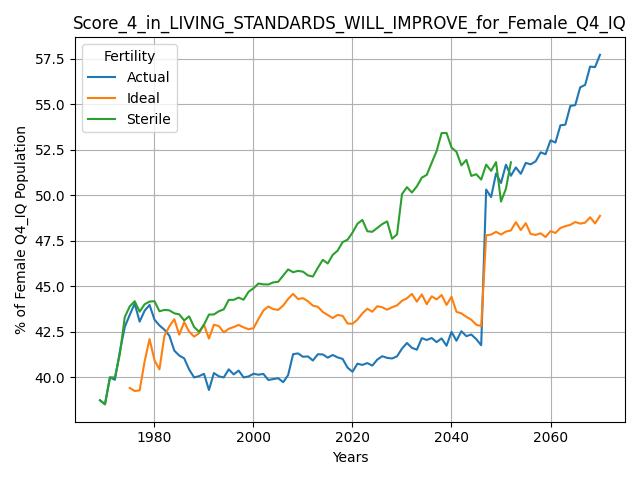 Score_4_in_LIVING_STANDARDS_WILL_IMPROVE_for_Female_Q4_IQ
Fertility
Actual
Ideal
Sterile
% of Female Q4_IQ Population
57.5
55.0
52.5
50.0
47.5
45.0
42.5
40.0
1980 2000 2020 2040 2060
Years